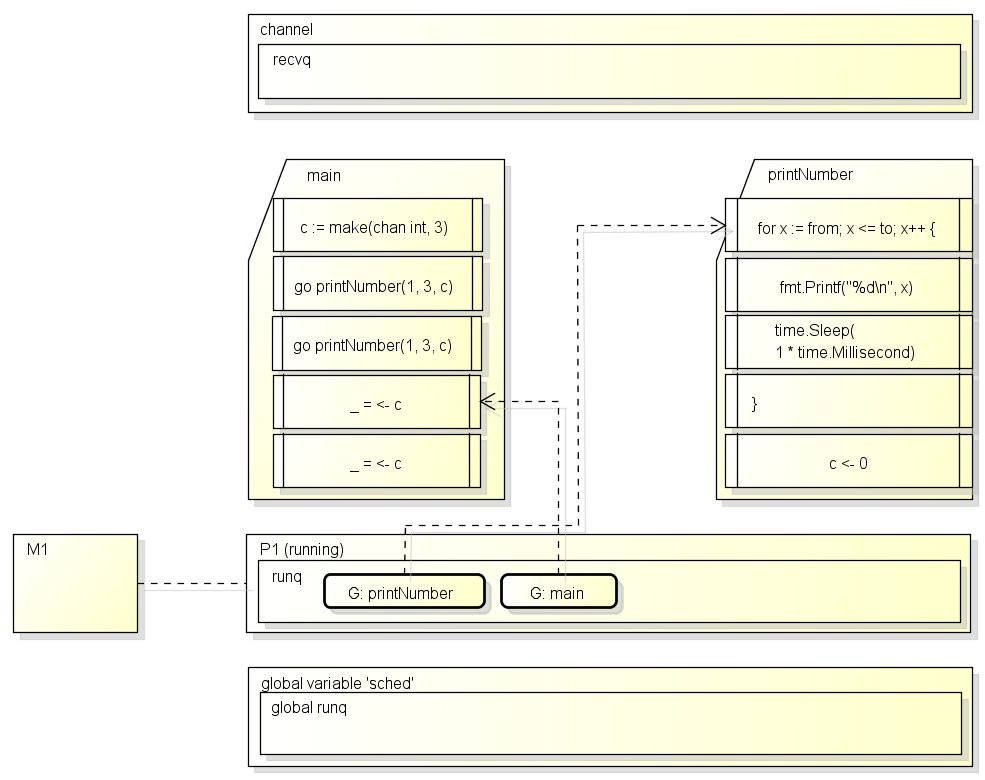 channel
recvq
main
c := make(chan int, 3)
go printNumber(1, 3, c)
go printNumber(1, 3, c)
_ = <- c
_ = <- c
printNumber
for x := from; x <= to; x++ {
fmt.Printf("%d\n", x)
time.Sleep(
1 * time.Millisecond)
}
c <- 0
M1
P1 (running)
runq
G: printNumber
G: main
global variable 'sched'
global runq